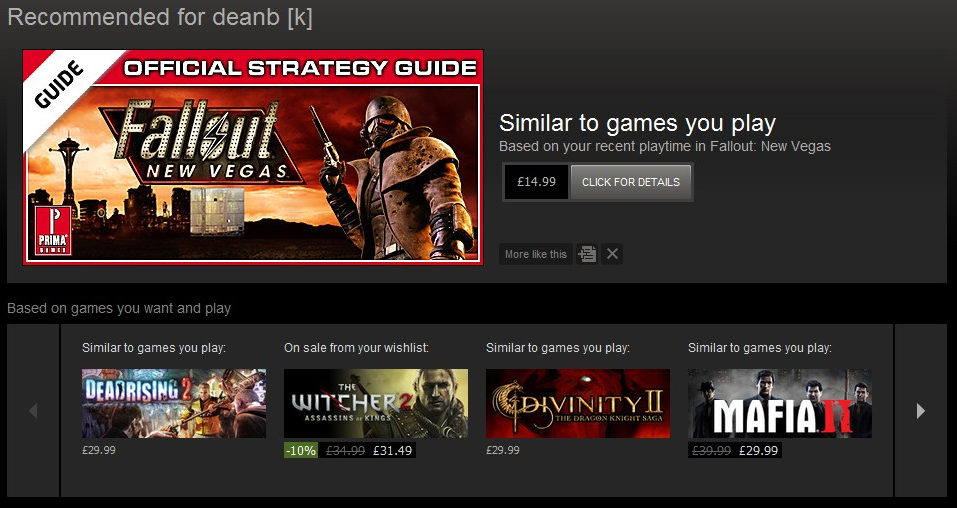 Recommended for deanb [k]
GUIDE
OFFICIAL STRATEGY GUIDE
Fallout
NEW VEGAS
P
PRIMA
GAMES
Similar to games you play
Based on your recent playtime in Fallout: New Vegas
£14.99 CLICK FOR DETAILS
More like this
Based on games you want and play
Similar to games you play:
DEADRISING 2
£29.99
On sale from your wishlist:
THE
WITCHER 2
ASSASSINS OF KINGS
-10% £34.99 £31.49
Similar to games you play:
DIVINITY II
THE DRAGON KNIGHT SAGA
£29.99
Similar to games you play:
MAFIA II
£39.99 £29.99